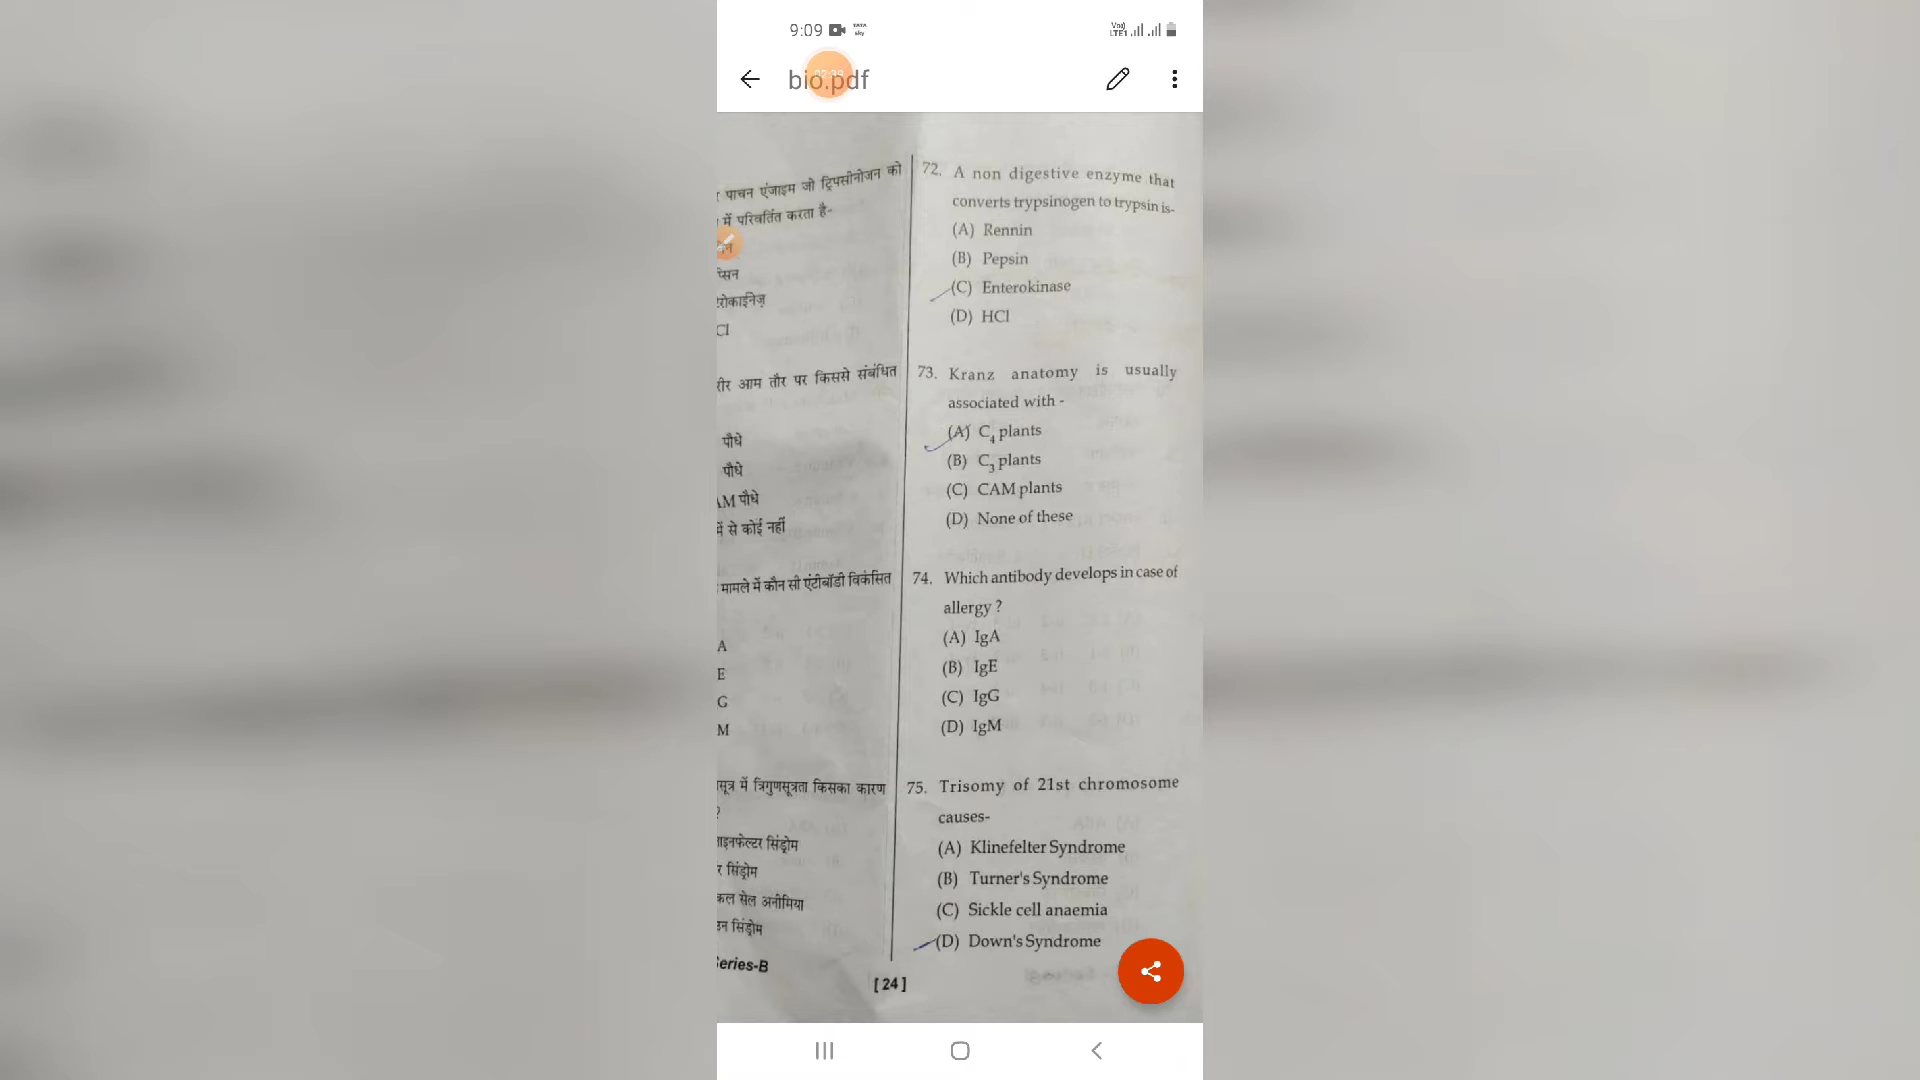 9:09
bio.pdf
पाचन एंजाइम जो ट्रिपसीनोजन को
में परिवर्तित करता है-
CI
आम तौर पर किससे संबंधित
पौधे
पौधे
AM पौधे
में से कोई नहीं
मामले में कौन सी एंटीबॉडी विकसित
A
E
G
M
में त्रिगुणसूत्रता किसका कारण
?
सिंड्रोम
सिंड्रोम
सेल अनीमिया
सिंड्रोम
Series-B
72. A non digestive enzyme that
converts trypsinogen to trypsin is-
(A) Rennin
(B) Pepsin
(C) Enterokinase
(D) HCl
73. Kranz anatomy is usually
associated with -
(A) C4 plants
(B) C3 plants
(C) CAM plants
(D) None of these
74. Which antibody develops in case of
allergy ?
(A) IgA
(B) IgE
(C) IgG
(D) IgM
75. Trisomy of 21st chromosome
causes-
(A) Klinefelter Syndrome
(B) Turner's Syndrome
(C) Sickle cell anaemia
(D) Down's Syndrome
[ 24 ]